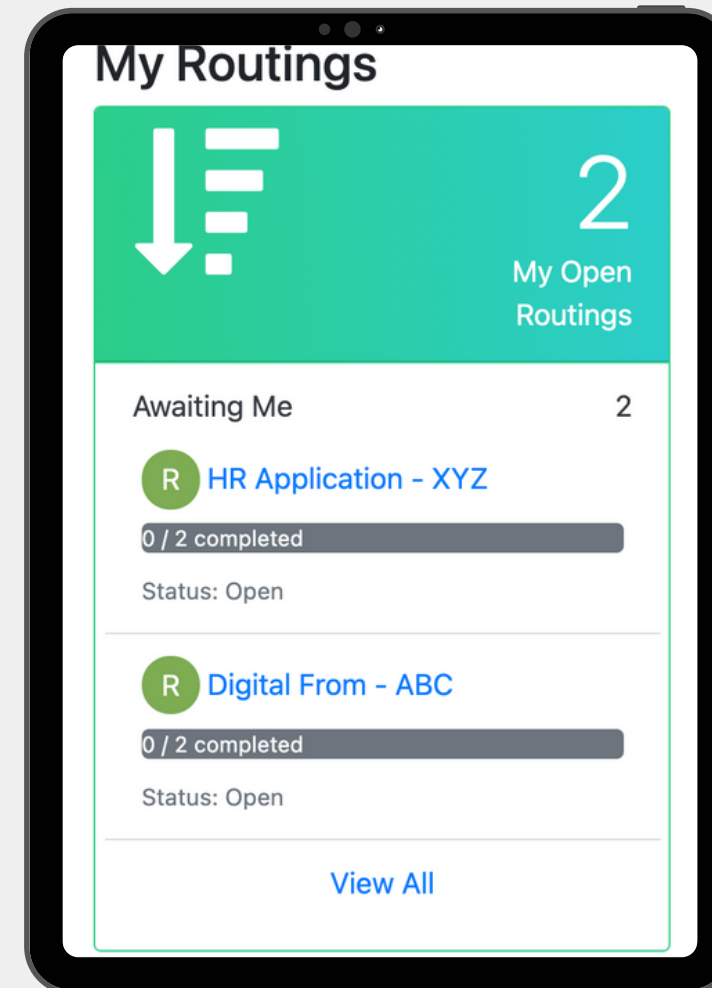 My Routings
2
My Open
Routings
Awaiting Me 2
R HR Application - XYZ
0 / 2 completed
Status: Open
R Digital From - ABC
0 / 2 completed
Status: Open
View All